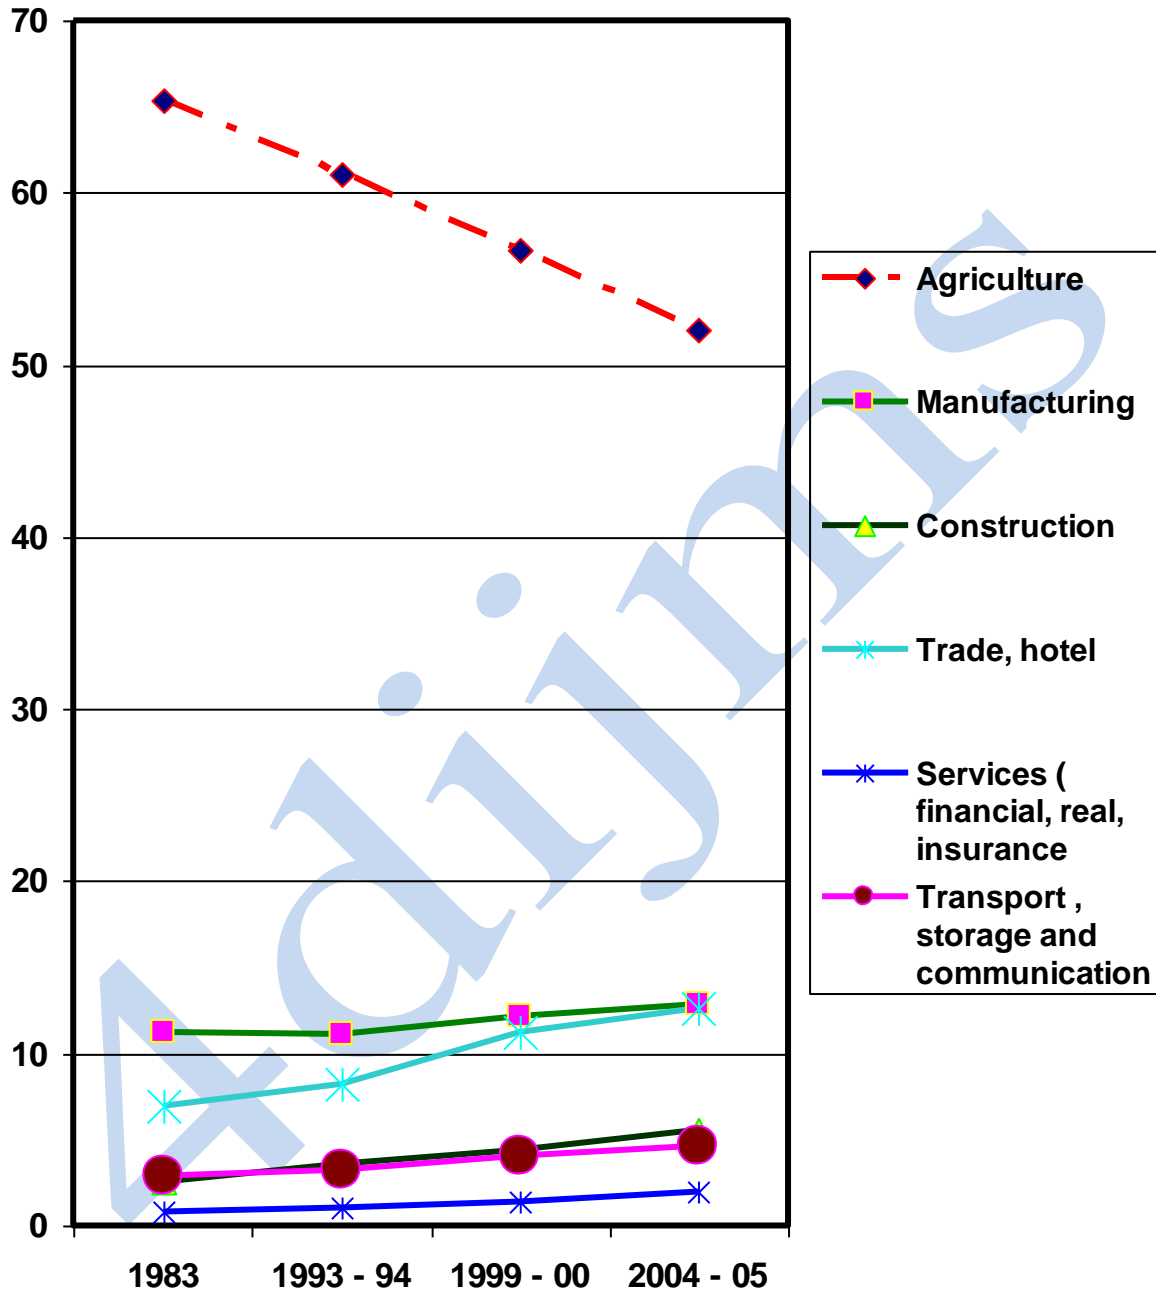 70
60
50
40
30
20
10
0
1983 1993 - 94 1999 - 00 2004 - 05
Agriculture
Manufacturing
Construction
Trade, hotel
Services (
financial, real,
insurance
Transport ,
storage and
communication
4dijms